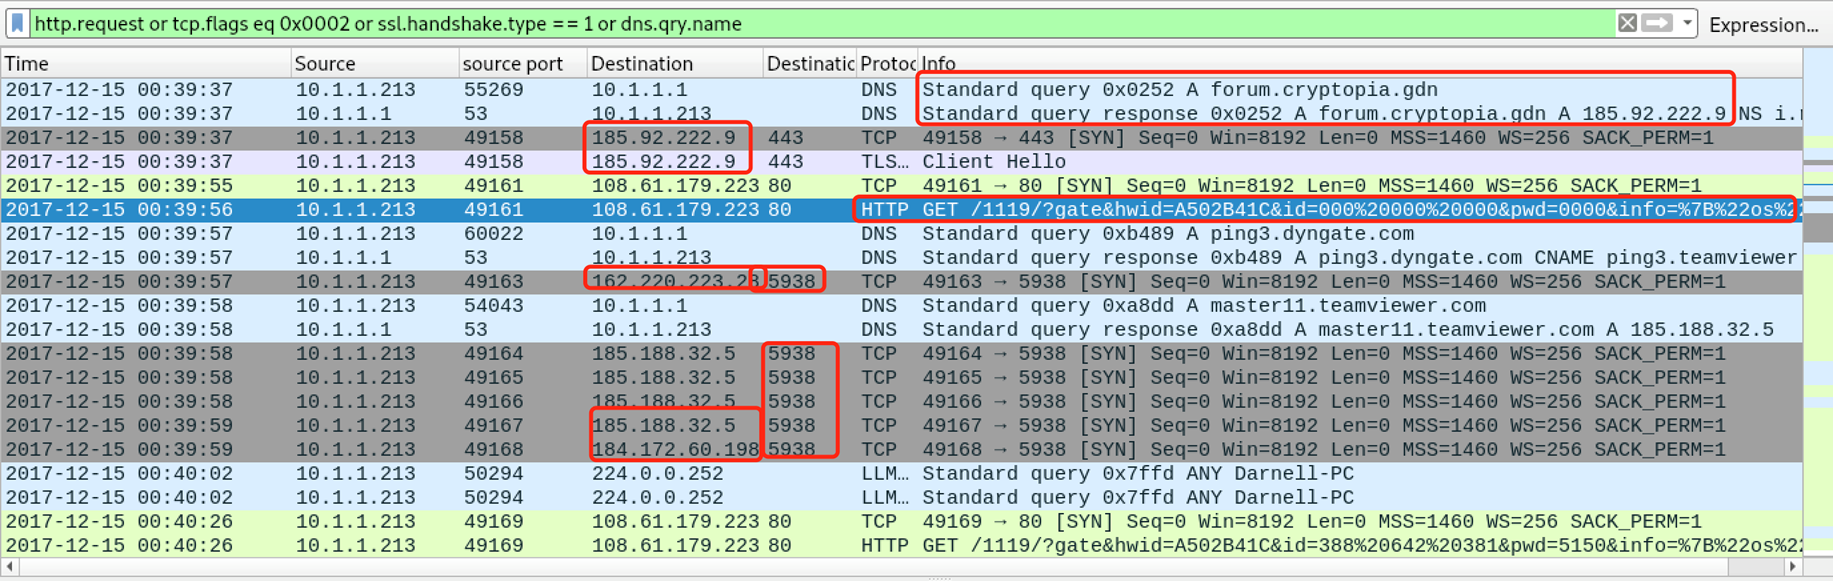 http.request or tcp.flags eq 0x0002 or ssl.handshake.type == 1 or dns.qry.name Expression...
Time Source source port Destination Destinatic Protoc Info
2017-12-15 00:39:37 10.1.1.213 55269 10.1.1.1 DNS Standard query 0x0252 A forum.cryptopia.gdn
2017-12-15 00:39:37 10.1.1.1 53 10.1.1.213 DNS Standard query response 0x0252 A forum.cryptopia.gdn A 185.92.222.9 NS i.
2017-12-15 00:39:37 10.1.1.213 49158 185.92.222.9 443 TCP 49158 → 443 [SYN] Seq=0 Win=8192 Len=0 MSS=1460 WS=256 SACK_PERM=1
2017-12-15 00:39:37 10.1.1.213 49158 185.92.222.9 443 TLS… Client Hello
2017-12-15 00:39:55 10.1.1.213 49161 108.61.179.223 80 TCP 49161 → 80 [SYN] Seq=0 Win=8192 Len=0 MSS=1460 WS=256 SACK_PERM=1
2017-12-15 00:39:56 10.1.1.213 49161 108.61.179.223 80 HTTP GET /1119/?gate&hwid=A502B41C&id=000%20000%20000&pwd=0000&info=%7B%22os%22
2017-12-15 00:39:57 10.1.1.213 60022 10.1.1.1 DNS Standard query 0xb489 A ping3.dyngate.com
2017-12-15 00:39:57 10.1.1.1 53 10.1.1.213 DNS Standard query response 0xb489 A ping3.dyngate.com CNAME ping3.teamviewer
2017-12-15 00:39:57 10.1.1.213 49163 162.220.223.28 5938 TCP 49163 → 5938 [SYN] Seq=0 Win=8192 Len=0 MSS=1460 WS=256 SACK_PERM=1
2017-12-15 00:39:58 10.1.1.213 54043 10.1.1.1 DNS Standard query 0xa8dd A master11.teamviewer.com
2017-12-15 00:39:58 10.1.1.1 53 10.1.1.213 DNS Standard query response 0xa8dd A master11.teamviewer.com A 185.188.32.5
2017-12-15 00:39:58 10.1.1.213 49164 185.188.32.5 5938 TCP 49164 → 5938 [SYN] Seq=0 Win=8192 Len=0 MSS=1460 WS=256 SACK_PERM=1
2017-12-15 00:39:58 10.1.1.213 49165 185.188.32.5 5938 TCP 49165 → 5938 [SYN] Seq=0 Win=8192 Len=0 MSS=1460 WS=256 SACK_PERM=1
2017-12-15 00:39:58 10.1.1.213 49166 185.188.32.5 5938 TCP 49166 → 5938 [SYN] Seq=0 Win=8192 Len=0 MSS=1460 WS=256 SACK_PERM=1
2017-12-15 00:39:59 10.1.1.213 49167 185.188.32.5 5938 TCP 49167 → 5938 [SYN] Seq=0 Win=8192 Len=0 MSS=1460 WS=256 SACK_PERM=1
2017-12-15 00:39:59 10.1.1.213 49168 184.172.60.198 5938 TCP 49168 → 5938 [SYN] Seq=0 Win=8192 Len=0 MSS=1460 WS=256 SACK_PERM=1
2017-12-15 00:40:02 10.1.1.213 50294 224.0.0.252 LLM… Standard query 0x7ffd ANY Darnell-PC
2017-12-15 00:40:02 10.1.1.213 50294 224.0.0.252 LLM… Standard query 0x7ffd ANY Darnell-PC
2017-12-15 00:40:26 10.1.1.213 49169 108.61.179.223 80 TCP 49169 → 80 [SYN] Seq=0 Win=8192 Len=0 MSS=1460 WS=256 SACK_PERM=1
2017-12-15 00:40:26 10.1.1.213 49169 108.61.179.223 80 HTTP GET /1119/?gate&hwid=A502B41C&id=388%20642%20381&pwd=5150&info=%7B%22os%22